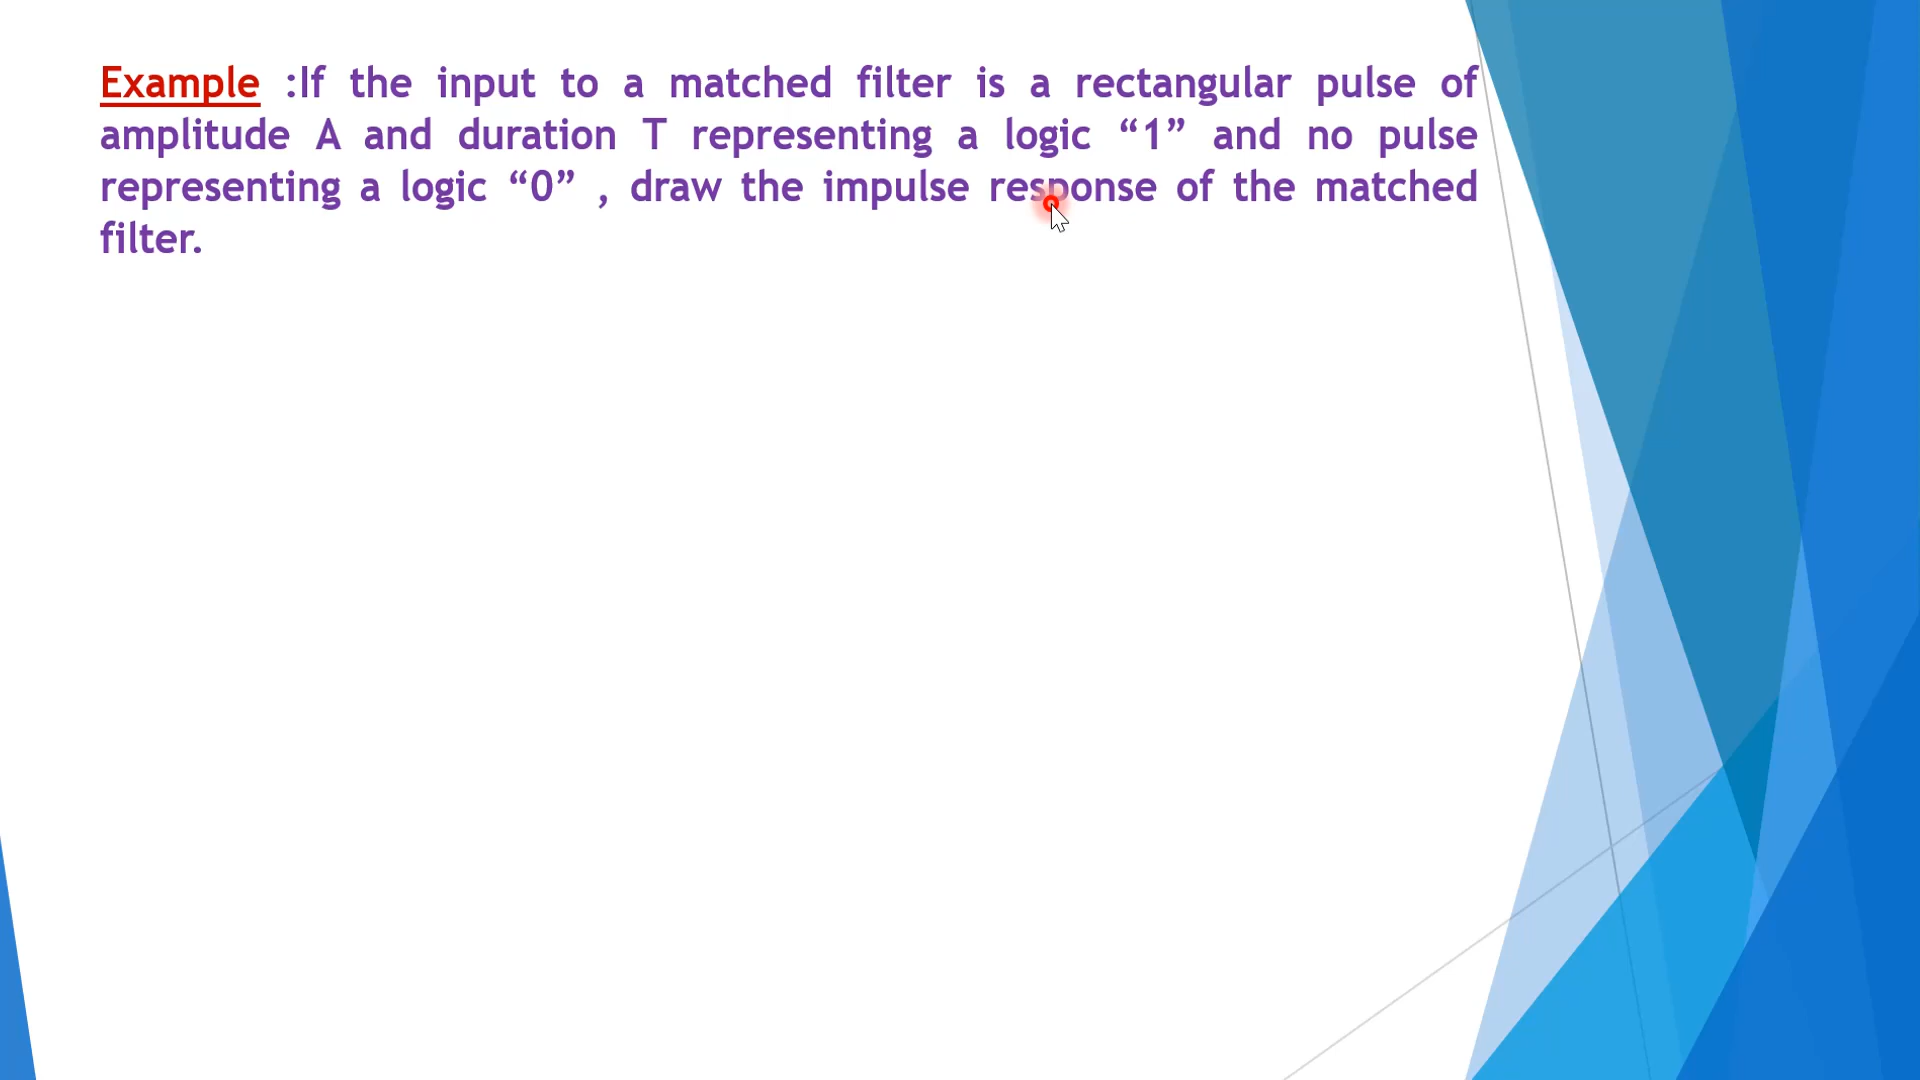 Example :If the input to a matched filter is a rectangular pulse of
amplitude A and duration T representing a logic “1” and no pulse
representing a logic “0” , draw the impulse response of the matched
filter.